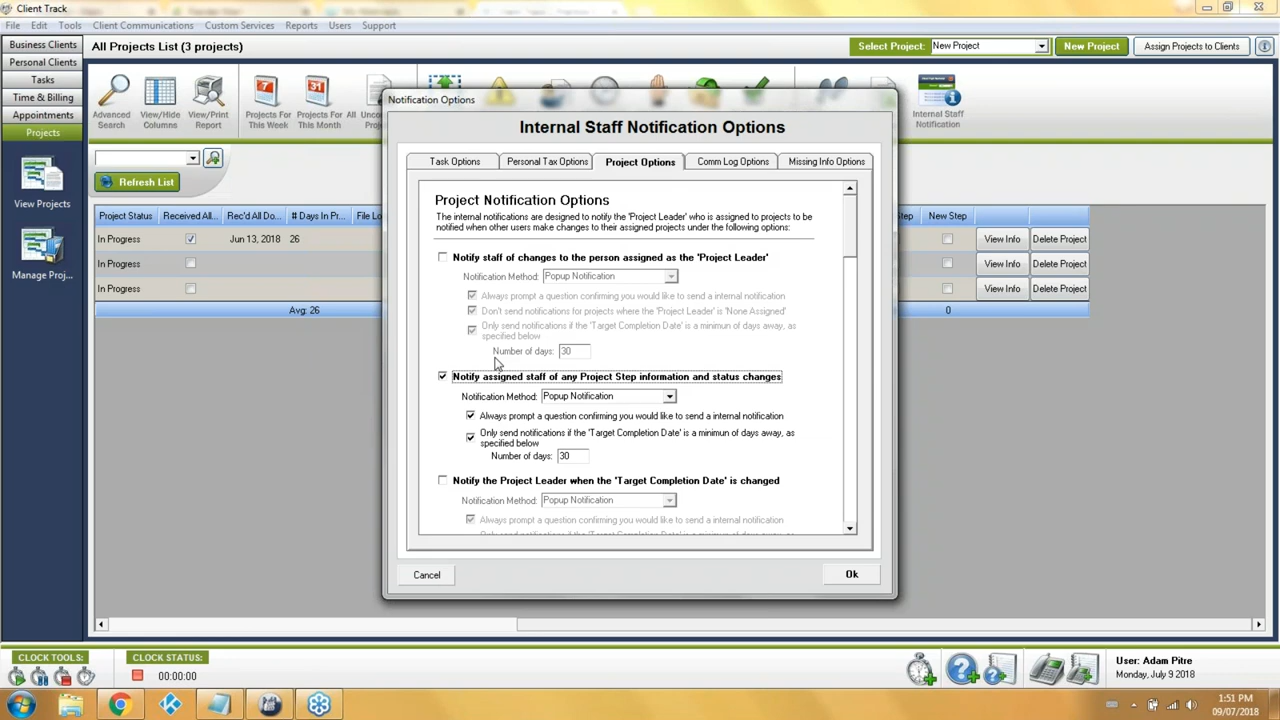 Client Track
File Edit Tools Client Communications Custom Services Reports Users Support
Business Clients
Personal Clients
Tasks
Time & Billing
Appointments
Projects
View Projects
Manage Proj...
All Projects List (3 projects)
Select Project: New Project
New Project
Assign Projects to Clients
Advanced Search
View/Hide Columns
View/Print Report
Projects For This Week
Projects For This Month
Internal Staff Notification
Refresh List
Project Status Received All... Rec'd All Do... # Days In Pr... File Lo
In Progress Jun 13, 2018 26
In Progress
In Progress
Avg: 26
Step New Step
View Info Delete Project
View Info Delete Project
View Info Delete Project
0
Notification Options
Internal Staff Notification Options
Task Options Personal Tax Options Project Options Comm Log Options Missing Info Options
Project Notification Options
The internal notifications are designed to notify the 'Project Leader' who is assigned to projects to be
notified when other users make changes to their assigned projects under the following options:
Notify staff of changes to the person assigned as the 'Project Leader'
Notification Method: Popup Notification
Always prompt a question confirming you would like to send a internal notification
Don't send notifications for projects where the 'Project Leader' is 'None Assigned'
Only send notifications if the 'Target Completion Date' is a minimun of days away, as
specified below
Number of days: 30
Notify assigned staff of any Project Step information and status changes
Notification Method: Popup Notification
Always prompt a question confirming you would like to send a internal notification
Only send notifications if the 'Target Completion Date' is a minimun of days away, as
specified below
Number of days: 30
Notify the Project Leader when the 'Target Completion Date' is changed
Notification Method: Popup Notification
Always prompt a question confirming you would like to send a internal notification
Cancel
Ok
CLOCK TOOLS:
CLOCK STATUS:
00:00:00
User: Adam Pitre
Monday, July 9 2018
1:51 PM
09/07/2018